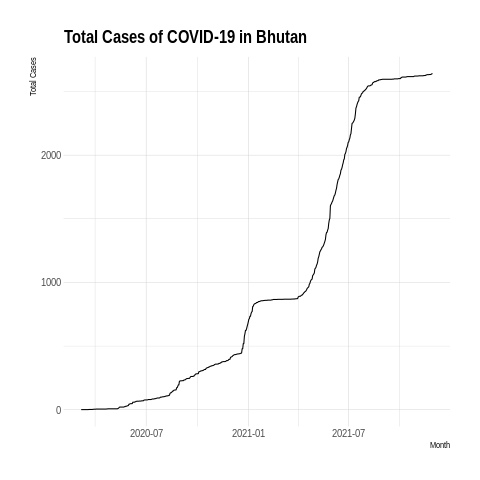 Total Cases of COVID-19 in Bhutan
Total Cases
2000
1000
0
2020-07 2021-01 2021-07
Month